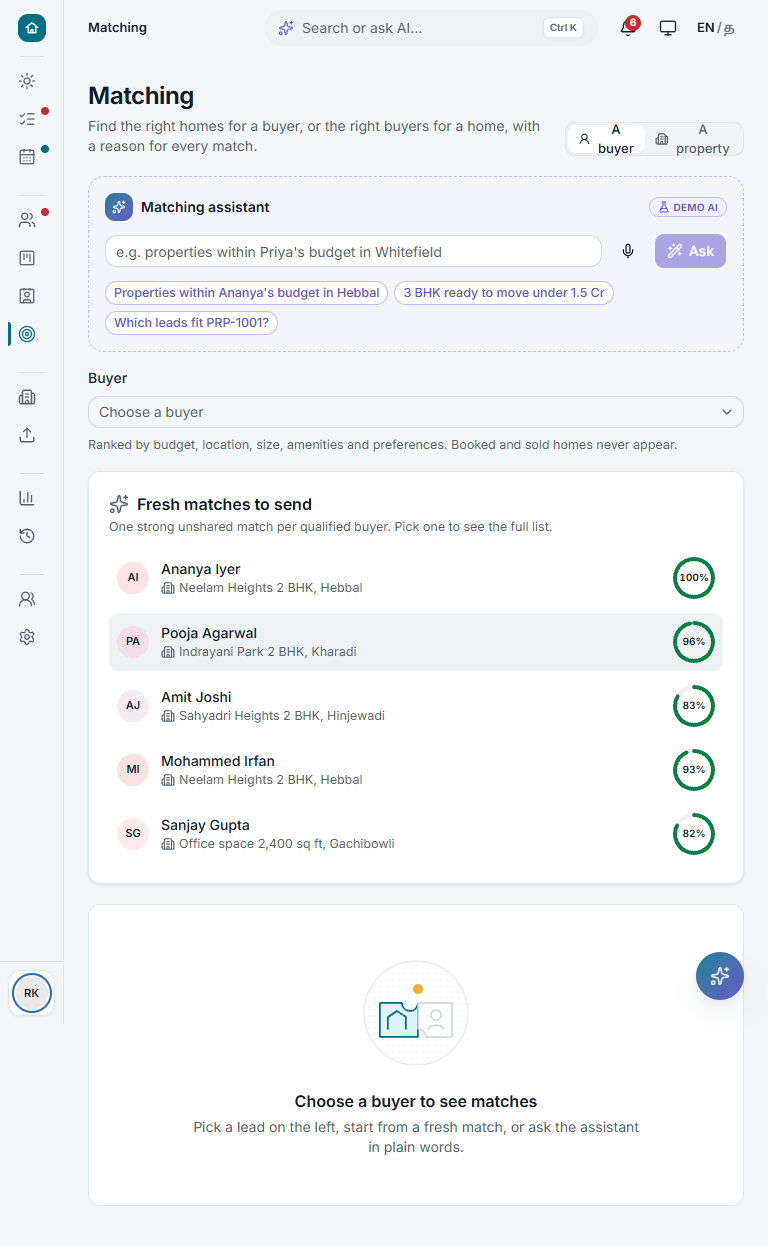 Matching
Search or ask AI...
Ctrl K
6
EN / த
Matching
Find the right homes for a buyer, or the right buyers for a home, with
a reason for every match.
A
buyer
A
property
Matching assistant
DEMO AI
e.g. properties within Priya's budget in Whitefield
Ask
Properties within Ananya's budget in Hebbal
3 BHK ready to move under 1.5 Cr
Which leads fit PRP-1001?
Buyer
Choose a buyer
Ranked by budget, location, size, amenities and preferences. Booked and sold homes never appear.
Fresh matches to send
One strong unshared match per qualified buyer. Pick one to see the full list.
AI
Ananya Iyer
Neelam Heights 2 BHK, Hebbal
100%
PA
Pooja Agarwal
Indrayani Park 2 BHK, Kharadi
96%
AJ
Amit Joshi
Sahyadri Heights 2 BHK, Hinjewadi
83%
MI
Mohammed Irfan
Neelam Heights 2 BHK, Hebbal
93%
SG
Sanjay Gupta
Office space 2,400 sq ft, Gachibowli
82%
RK
Choose a buyer to see matches
Pick a lead on the left, start from a fresh match, or ask the assistant
in plain words.